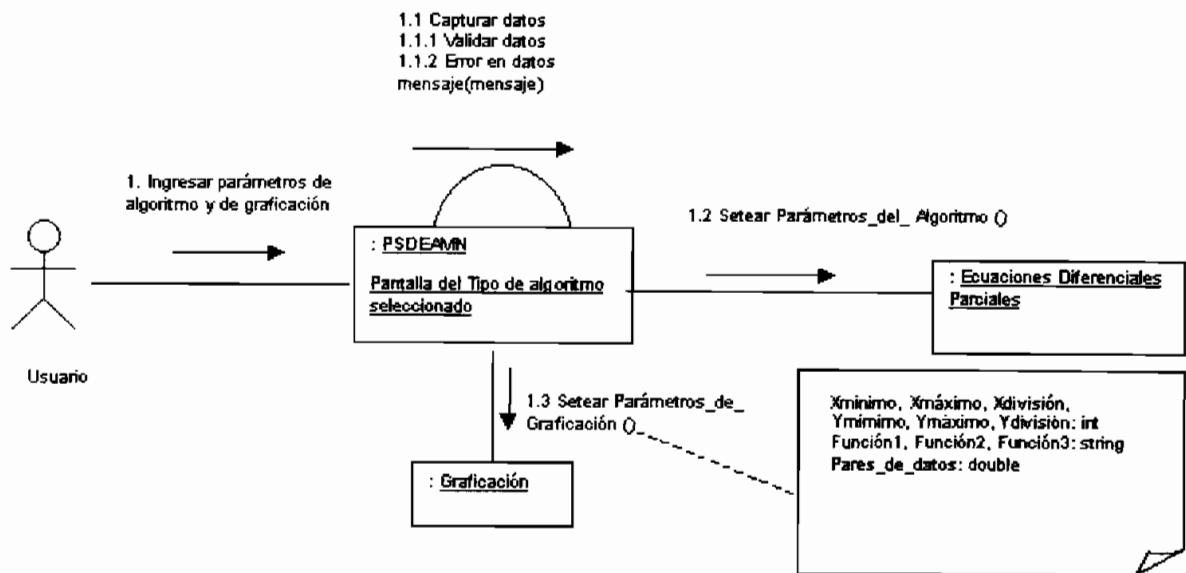 1.1 Capturar datos
1.1.1 Validar datos
1.1.2 Error en datos
mensaje(mensaje)
1. Ingresar parámetros de
algoritmo y de graficación
1.2 Setear Parámetros_del_ Algoritmo ()
: PSDEAMN
Pantalla del Tipo de algoritmo
seleccionado
: Ecuaciones Diferenciales
Parciales
Usuario
1.3 Setear Parámetros_de_
Graficación ()
Xmínimo, Xmáximo, Xdivisión,
Ymímimo, Ymáximo, Ydivisión: int
Función1, Función2, Función3: string
Pares_de_datos: double
: Graficación